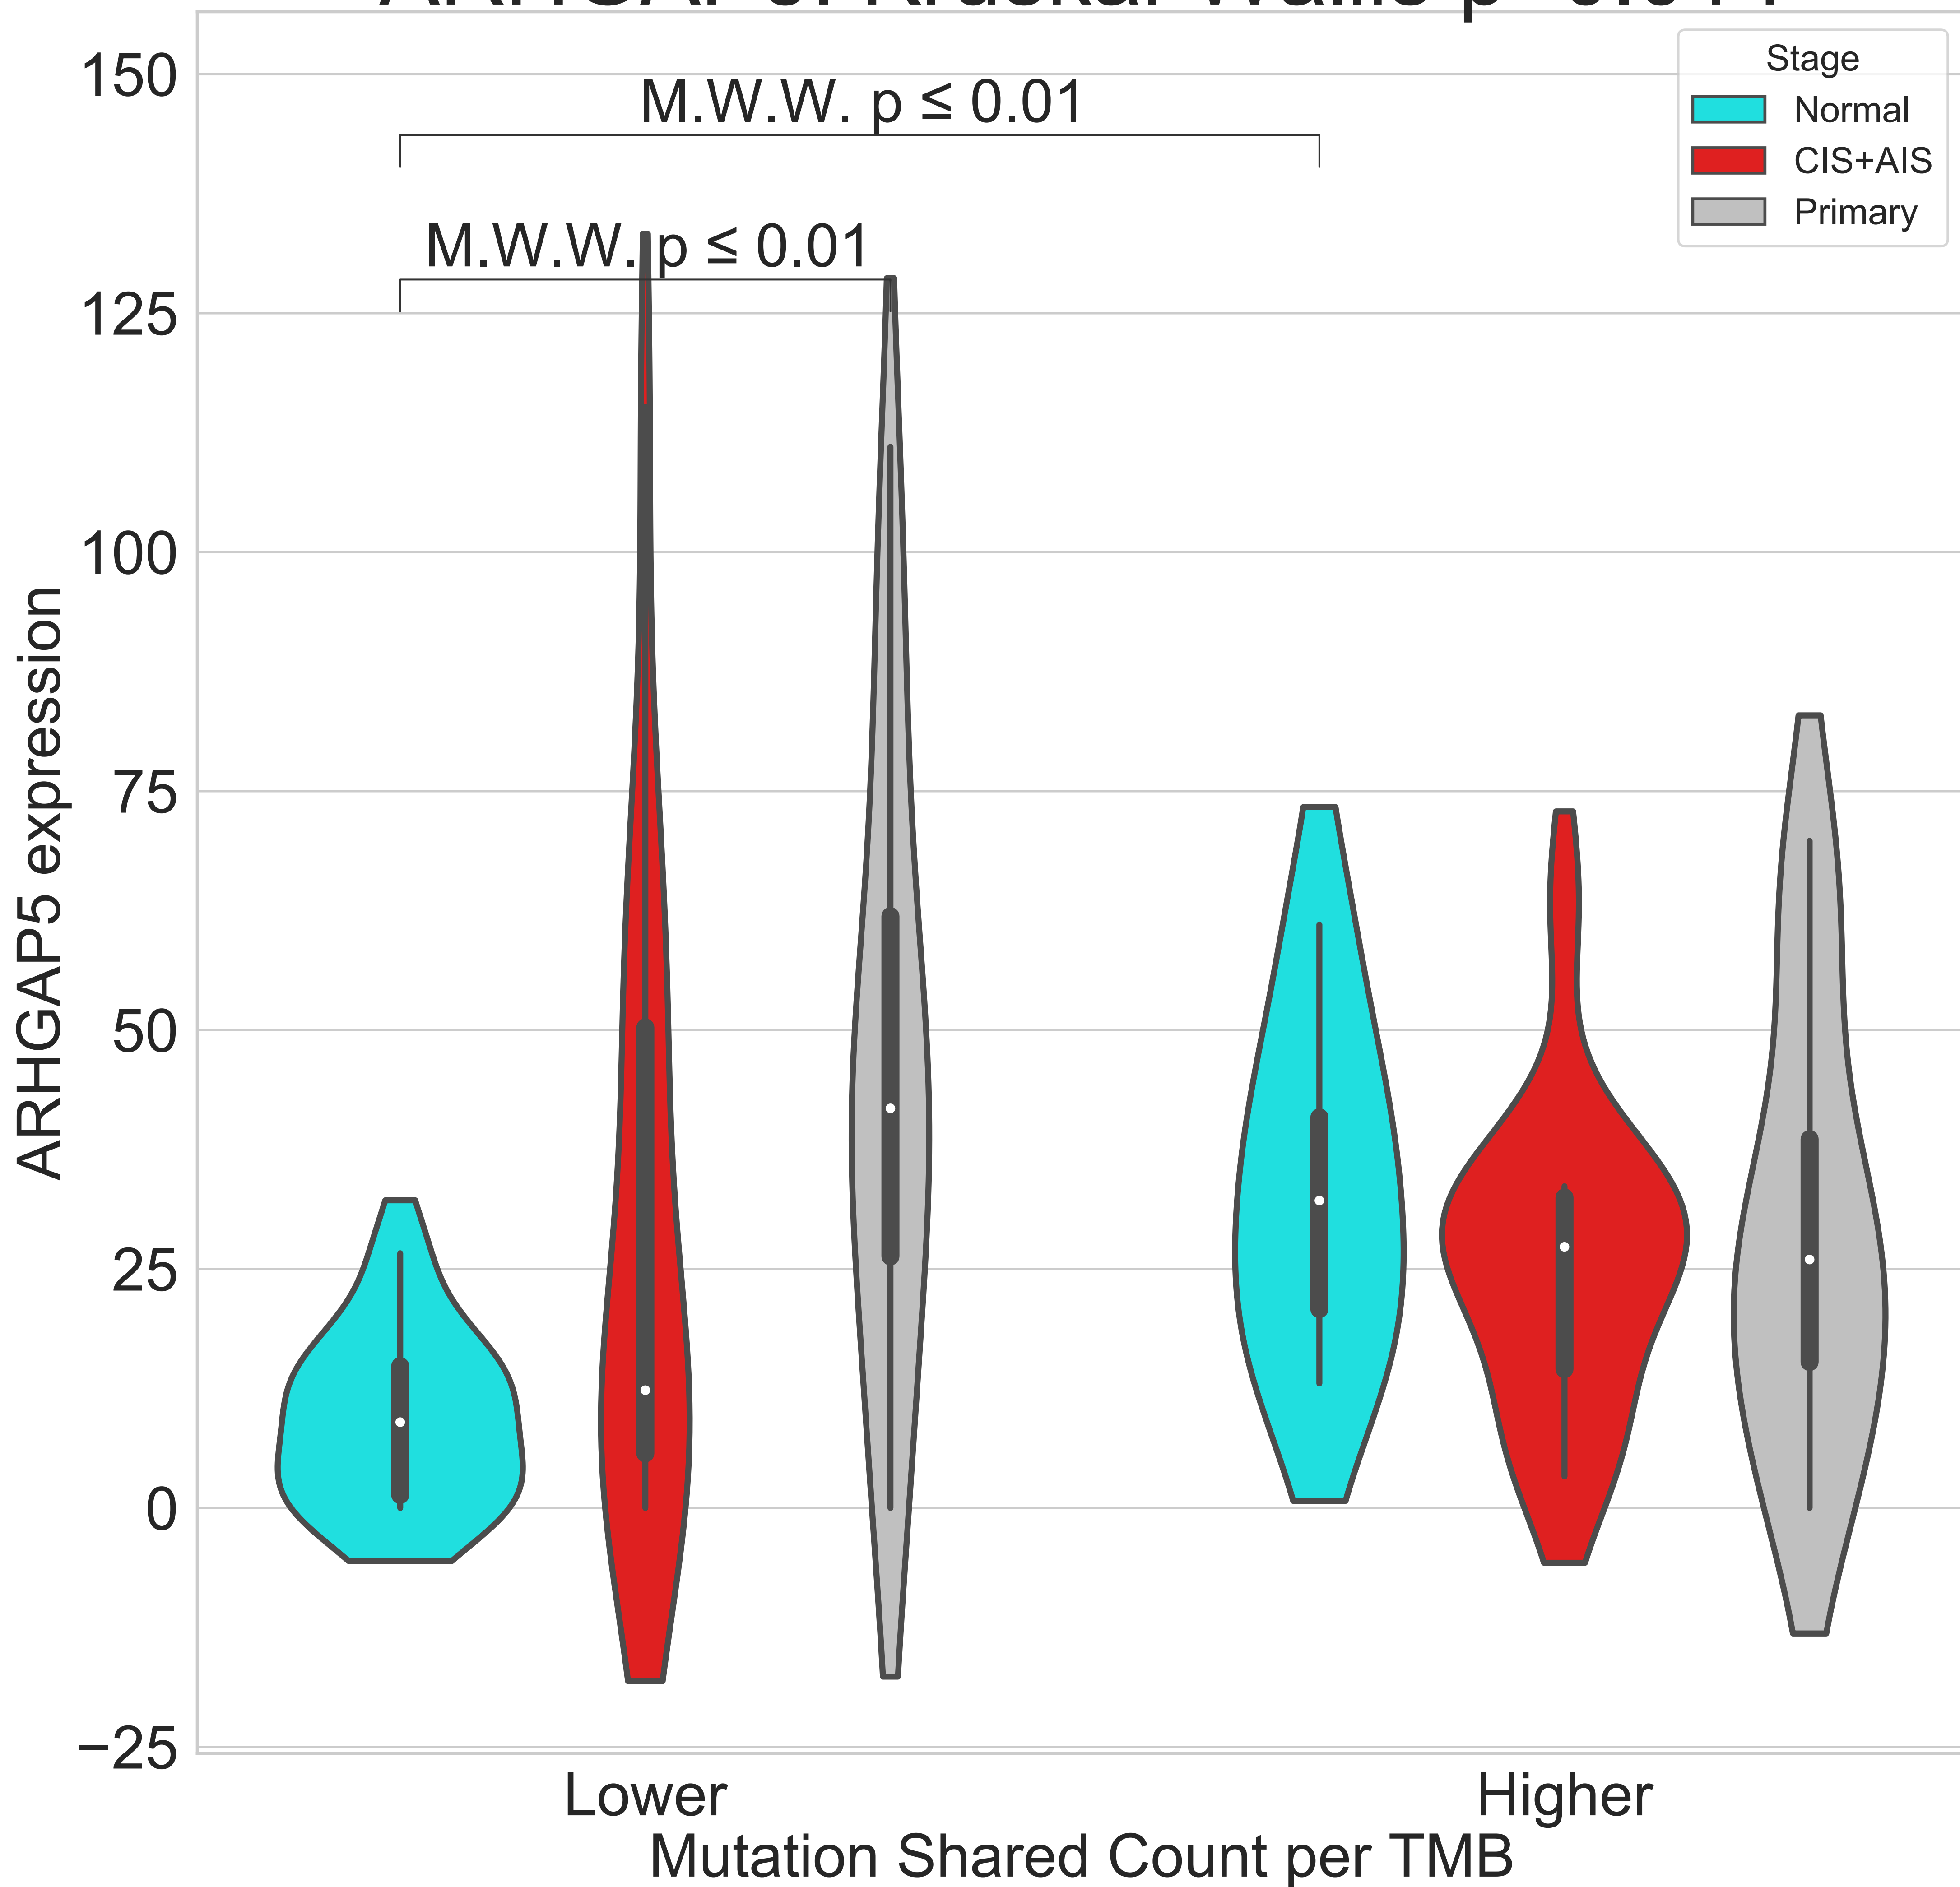 150
125
100
75
50
25
0
−25
ARHGAP5 expression
M.W.W. p ≤ 0.01
M.W.W. p ≤ 0.01
Stage
Normal
CIS+AIS
Primary
Lower
Higher
Mutation Shared Count per TMB